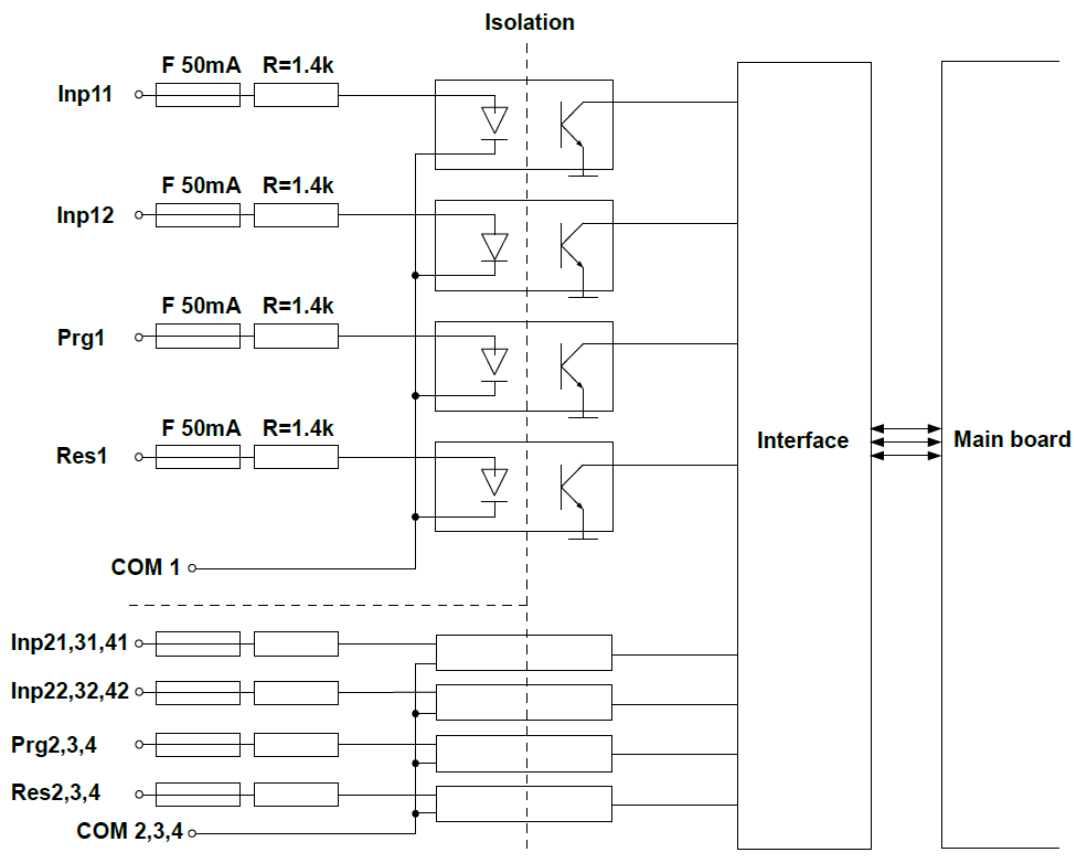 Isolation
F 50mA R=1.4k
Inp11
F 50mA R=1.4k
Inp12
F 50mA R=1.4k
Prg1
F 50mA R=1.4k
Res1
Interface
Main board
COM 1
Inp21,31,41
Inp22,32,42
Prg2,3,4
Res2,3,4
COM 2,3,4